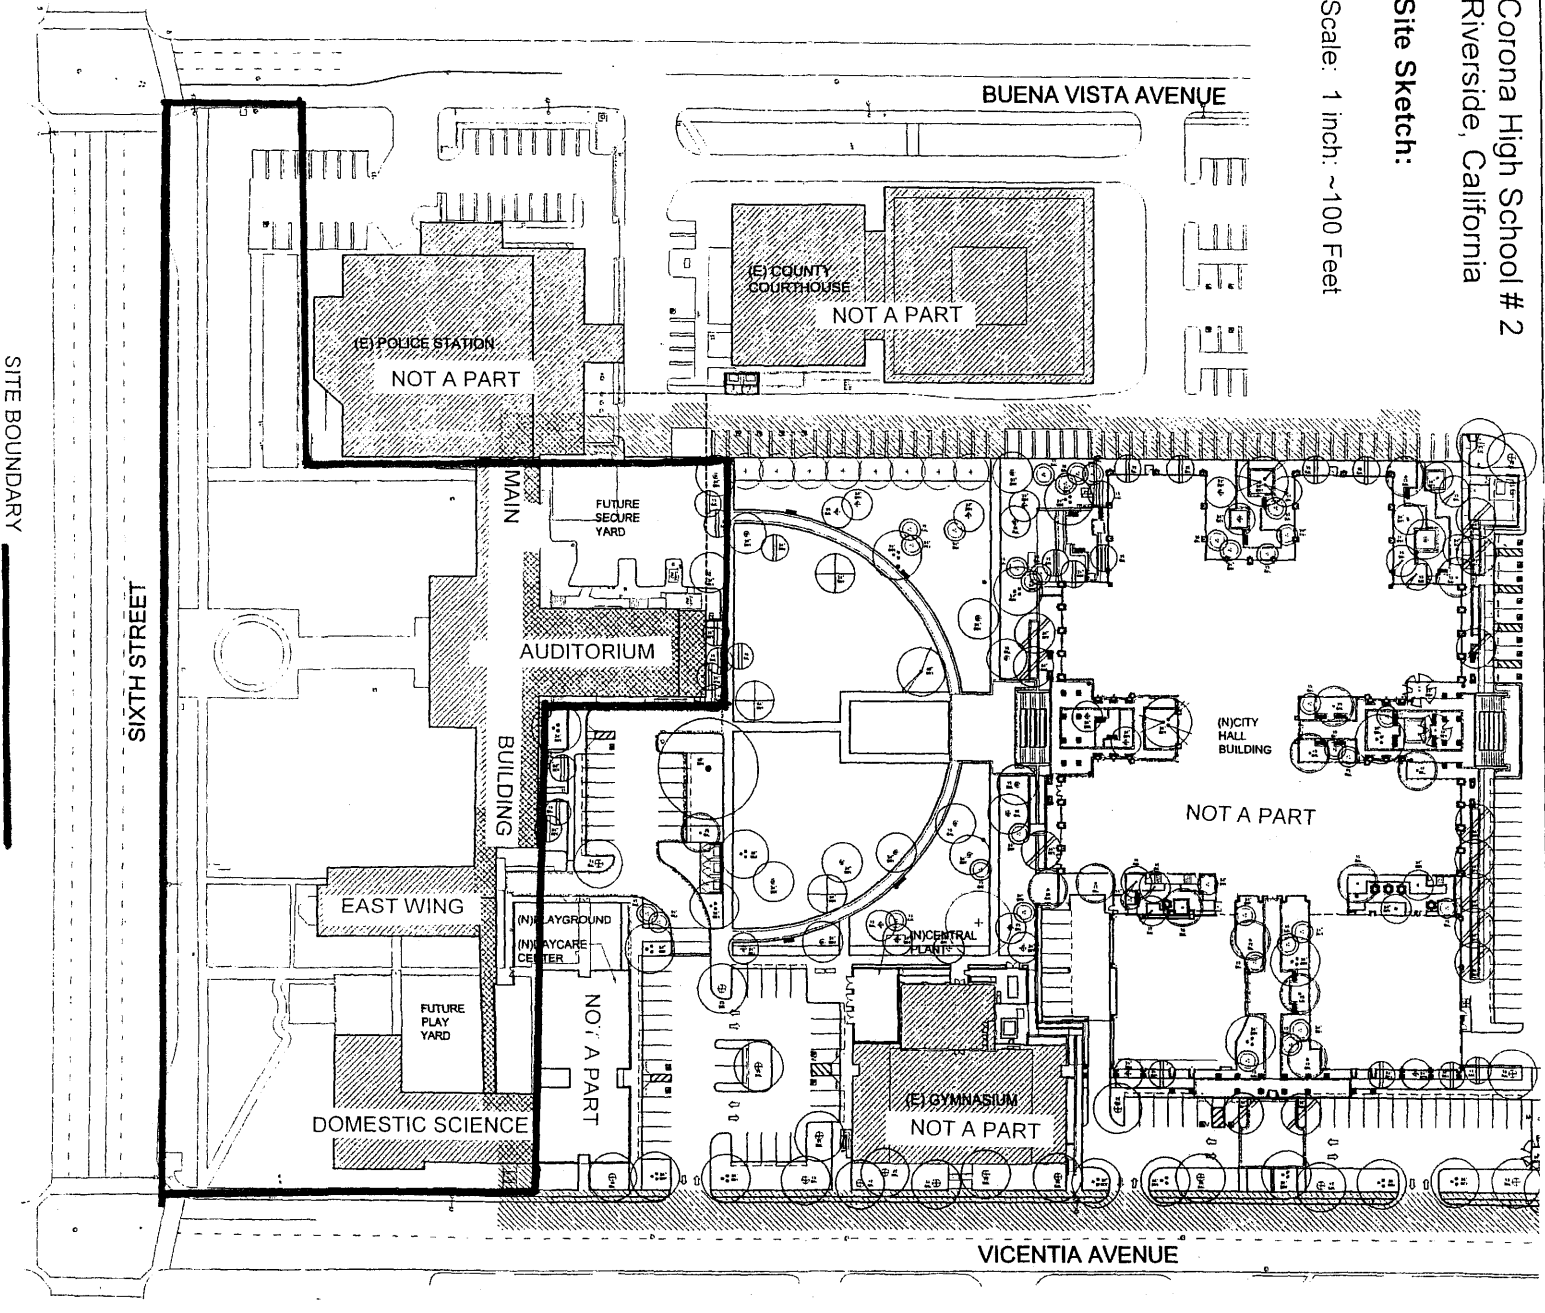 Corona High School # 2
Riverside, California
Site Sketch:
Scale: 1 inch: ~100 Feet
BUENA VISTA AVENUE
(E) COUNTY
COURTHOUSE
NOT A PART
(E) POLICE STATION
NOT A PART
MAIN
BUILDING
FUTURE
SECURE
YARD
AUDITORIUM
SIXTH STREET
SITE BOUNDARY
(N)CITY
HALL
BUILDING
NOT A PART
EAST WING
(N)PLAYGROUND
(N)DAYCARE
CENTER
(N)CENTRAL
PLANT
FUTURE
PLAY
YARD
NOT A PART
DOMESTIC SCIENCE
(E) GYMNASIUM
NOT A PART
VICENTIA AVENUE